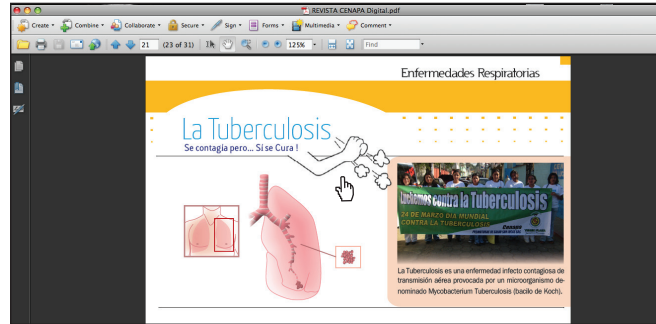 REVISTA CENAPA Digital.pdf
Create Combine Collaborate Secure Sign Forms Multimedia Comment
21 (23 of 31) 125% Find
Enfermedades Respiratorias
La Tuberculosis
Se contagia pero... Si se Cura !
Luchemos contra la Tuberculosis
24 DE MARZO DIA MUNDIAL
CONTRA LA TUBERCULOSIS
Cenapa
La Tuberculosis es una enfermedad infecto contagiosa de
transmisión aérea provocada por un microorganismo de-
nominado Mycobacterium Tuberculosis (bacilo de Koch).